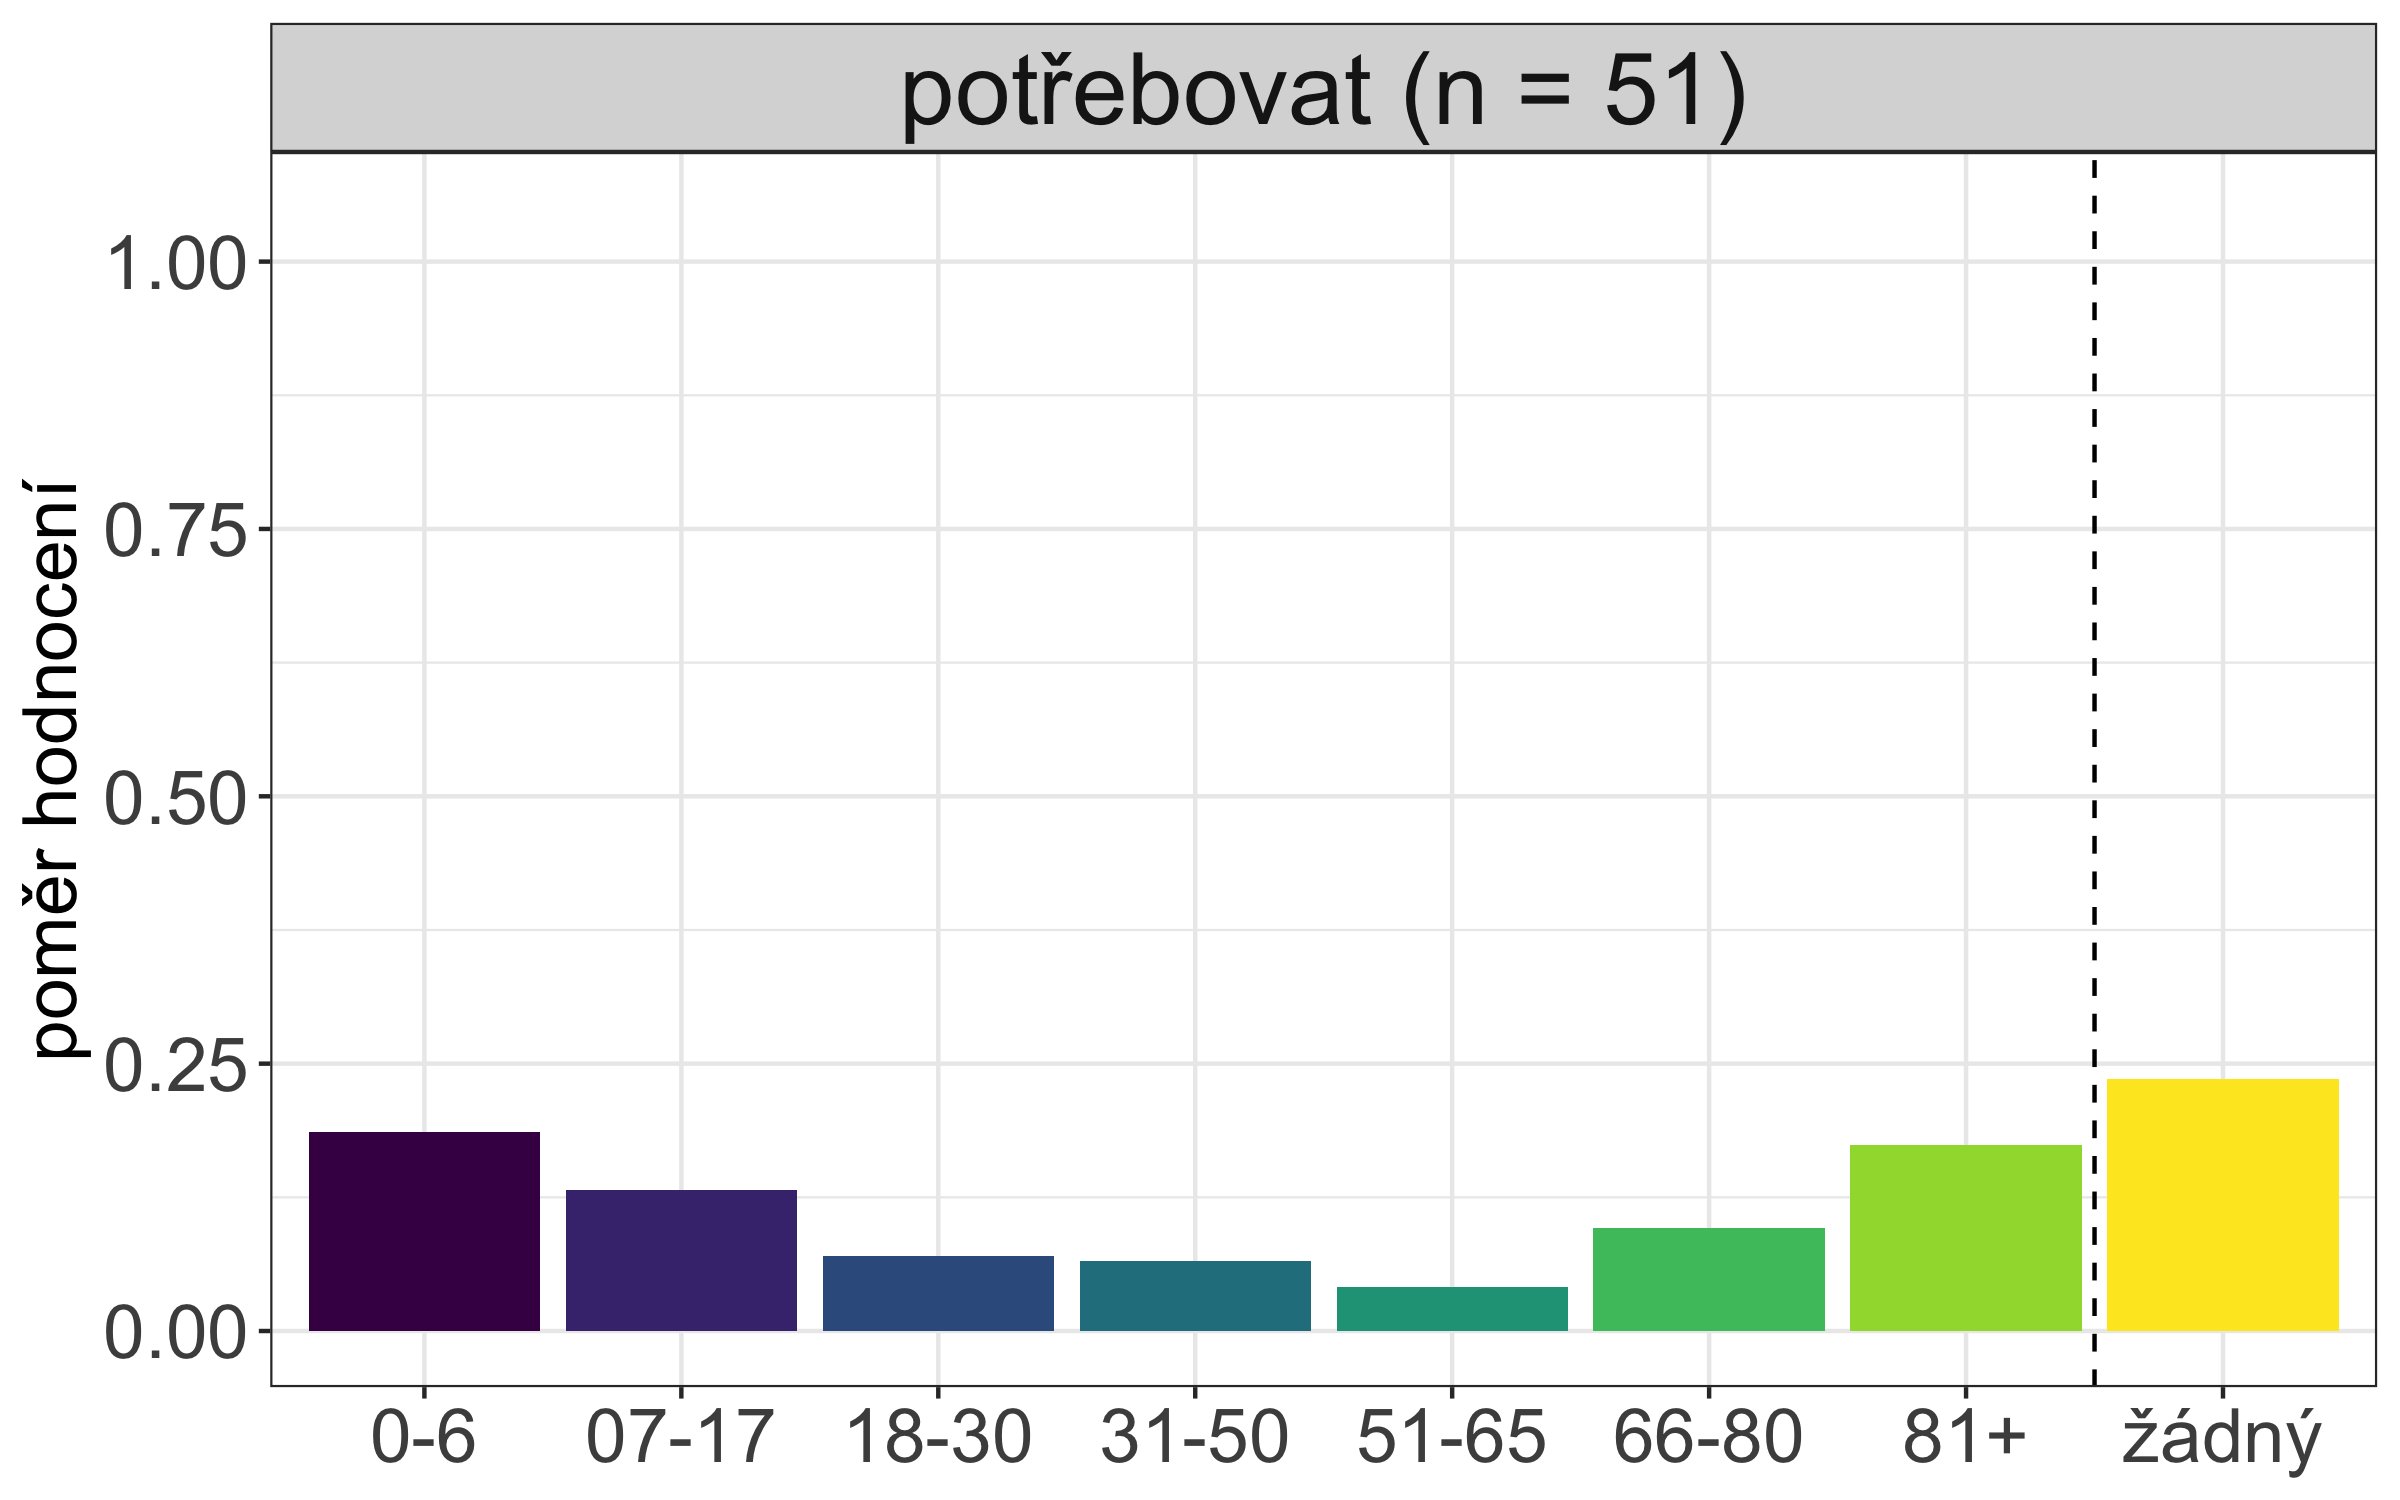 potřebovat (n = 51)
poměr hodnocení
1.00
0.75
0.50
0.25
0.00
0-6 07-17 18-30 31-50 51-65 66-80 81+ žádný